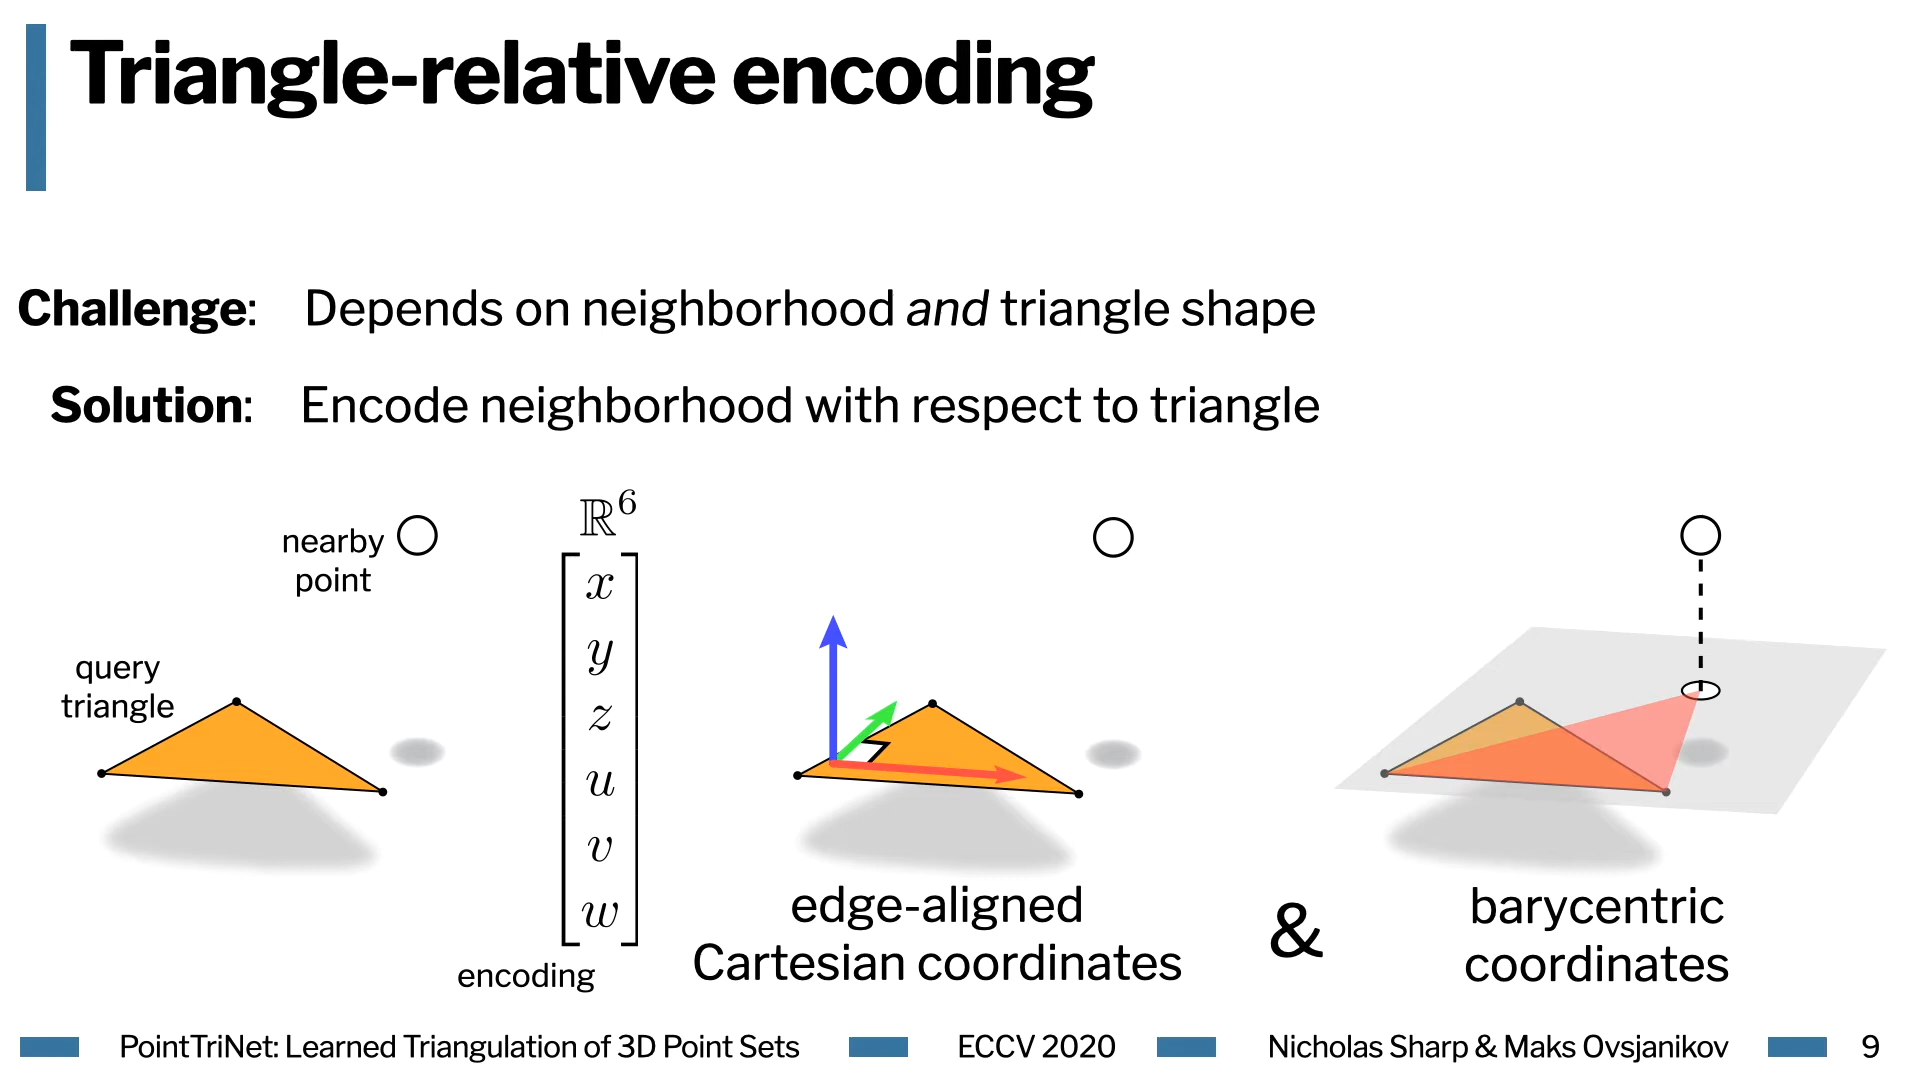 Triangle-relative encoding
Challenge: Depends on neighborhood and triangle shape
Solution: Encode neighborhood with respect to triangle
nearby
point
query
triangle
ℝ⁶
x
y
z
u
v
w
encoding
edge-aligned
Cartesian coordinates
&
barycentric
coordinates
PointTriNet: Learned Triangulation of 3D Point Sets ECCV 2020 Nicholas Sharp & Maks Ovsjanikov 9